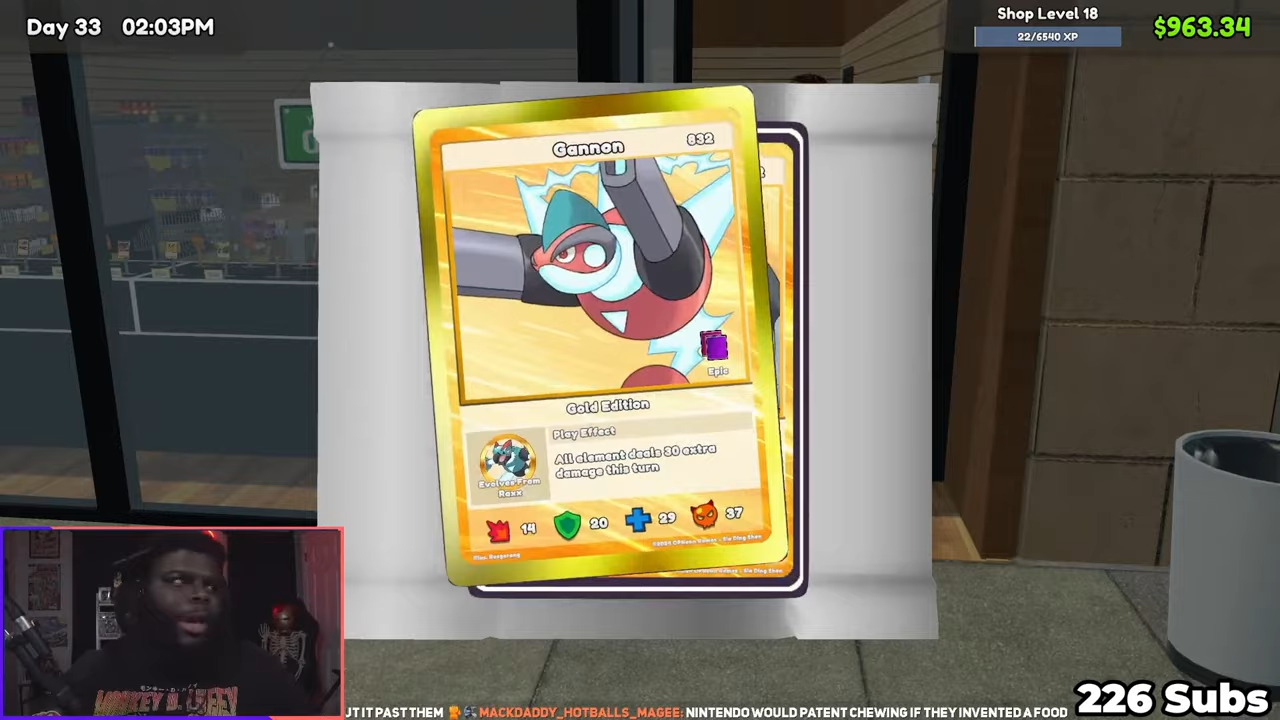 Day 33 02:03PM
Shop Level 18
22/6540 XP
$963.34
Gannon 832
Epic
Gold Edition
Play Effect
All element deals 30 extra
damage this turn
Evolves From
Raxx
14 20 29 37
UT IT PAST THEM MACKDADDY_HOTBALLS_MAGEE: NINTENDO WOULD PATENT CHEWING IF THEY INVENTED A FOOD
226 Subs